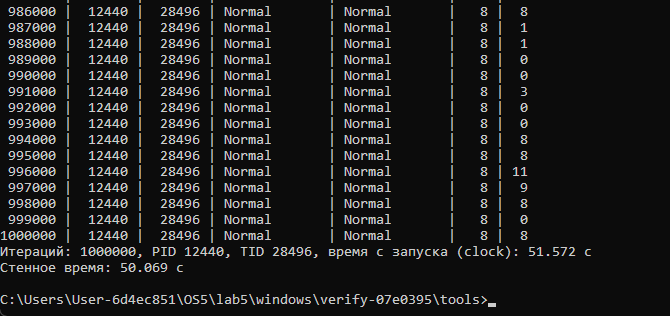 986000 | 12440 | 28496 | Normal | Normal | 8 | 8
987000 | 12440 | 28496 | Normal | Normal | 8 | 1
988000 | 12440 | 28496 | Normal | Normal | 8 | 1
989000 | 12440 | 28496 | Normal | Normal | 8 | 0
990000 | 12440 | 28496 | Normal | Normal | 8 | 0
991000 | 12440 | 28496 | Normal | Normal | 8 | 3
992000 | 12440 | 28496 | Normal | Normal | 8 | 0
993000 | 12440 | 28496 | Normal | Normal | 8 | 0
994000 | 12440 | 28496 | Normal | Normal | 8 | 8
995000 | 12440 | 28496 | Normal | Normal | 8 | 8
996000 | 12440 | 28496 | Normal | Normal | 8 | 11
997000 | 12440 | 28496 | Normal | Normal | 8 | 9
998000 | 12440 | 28496 | Normal | Normal | 8 | 8
999000 | 12440 | 28496 | Normal | Normal | 8 | 0
1000000 | 12440 | 28496 | Normal | Normal | 8 | 8
Итераций: 1000000, PID 12440, TID 28496, время с запуска (clock): 51.572 с
Стенное время: 50.069 с
C:\Users\User-6d4ec851\OS5\lab5\windows\verify-07e0395\tools>